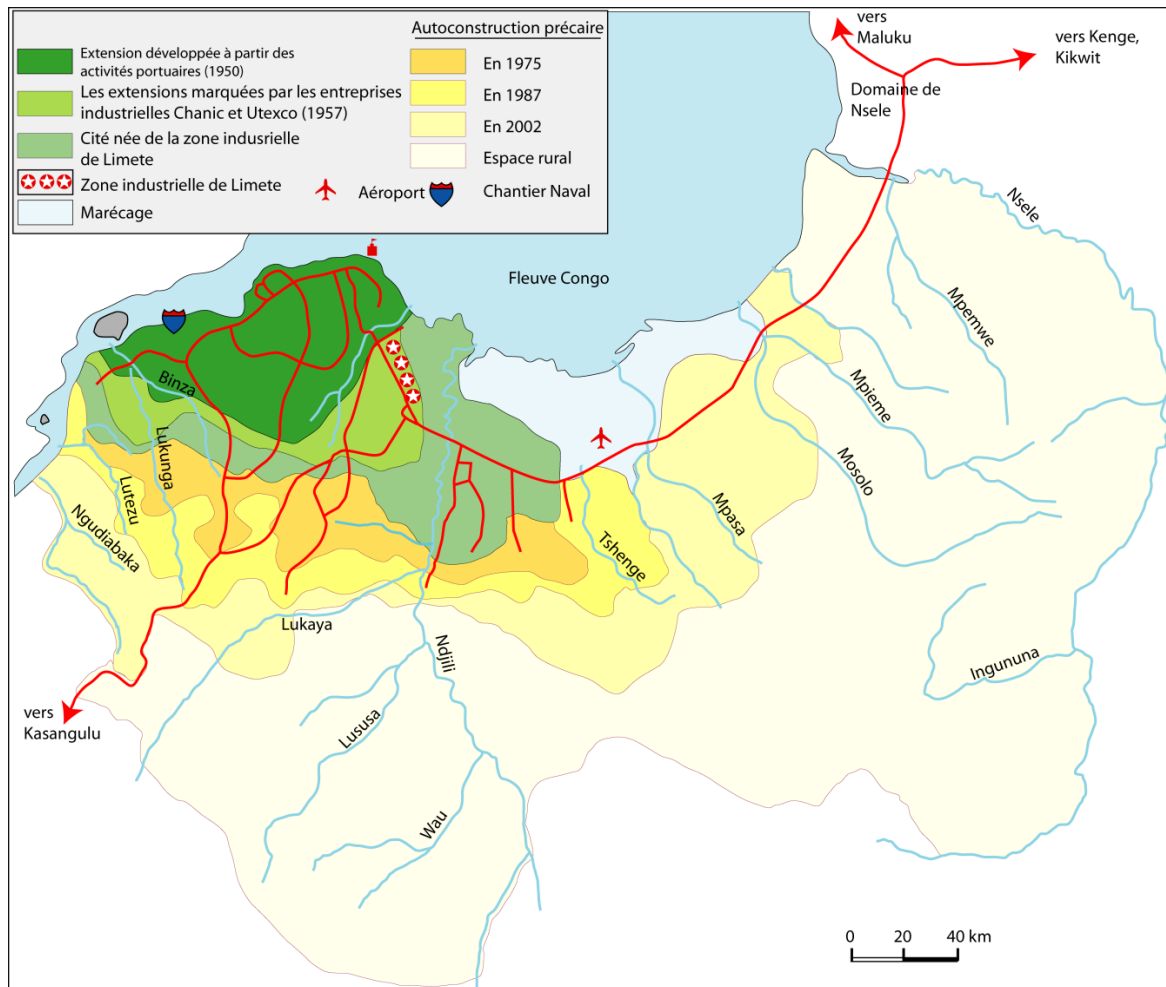 Extension développée à partir des
activités portuaires (1950)
Les extensions marquées par les entreprises
industrielles Chanic et Utexco (1957)
Cité née de la zone indusrielle
de Limete
Zone industrielle de Limete
Aéroport
Chantier Naval
Marécage
Autoconstruction précaire
En 1975
En 1987
En 2002
Espace rural
vers
Maluku
vers Kenge,
Kikwit
Domaine de
Nsele
Nsele
Fleuve Congo
Mpemwe
Binza
Mpieme
Lukunga
Mosolo
Lutezu
Mpasa
Ngudiabaka
Tshenge
Lukaya
Ndjili
Ingununa
vers
Kasangulu
Lususa
Wau
0 20 40 km